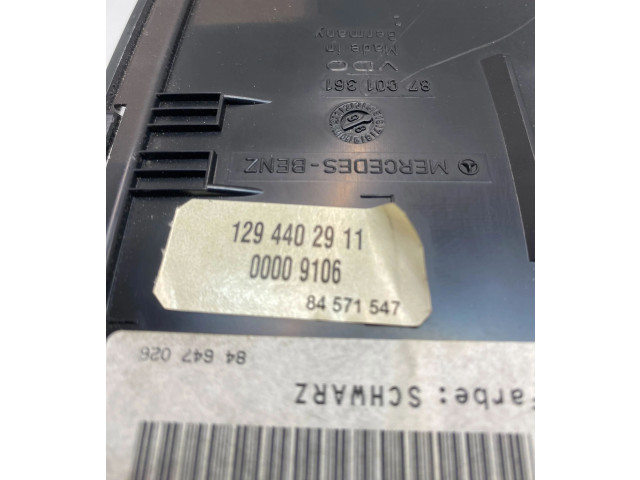 Made in
Germany
VDO
87 001 361
MERCEDES-BENZ
129 440 29 11
0000 9106
84 571 547
84 647 026
Farbe: SCHWARZ